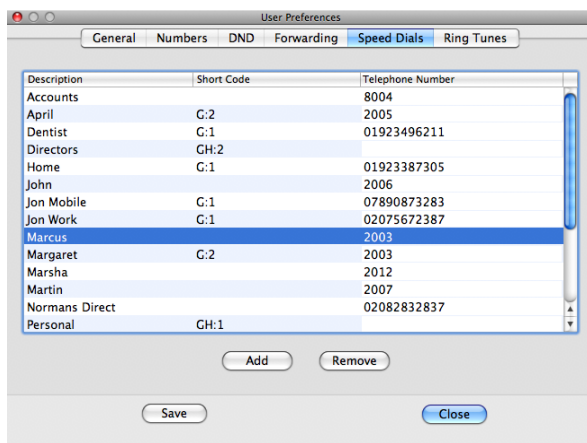 User Preferences
General Numbers DND Forwarding Speed Dials Ring Tunes
Description Short Code Telephone Number
Accounts 8004
April G:2 2005
Dentist G:1 01923496211
Directors GH:2
Home G:1 01923387305
John 2006
Jon Mobile G:1 07890873283
Jon Work G:1 02075672387
Marcus 2003
Margaret G:2 2003
Marsha 2012
Martin 2007
Normans Direct 02082832837
Personal GH:1
Add Remove
Save Close